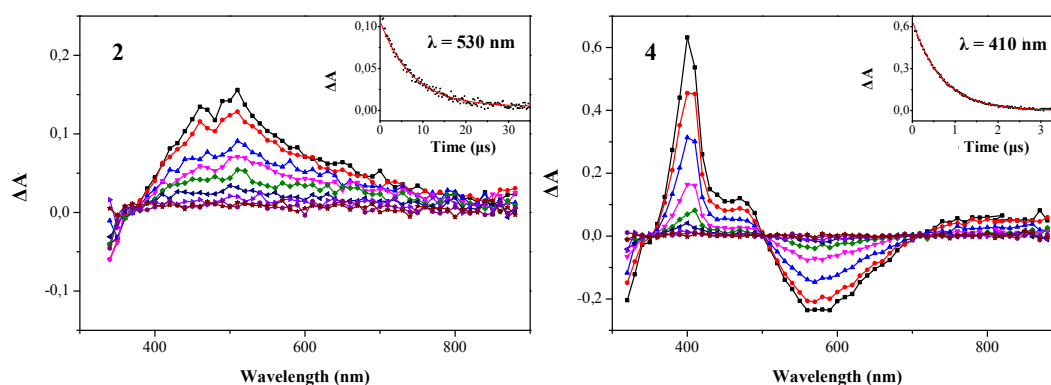 2
λ = 530 nm
ΔA
0,15
0,10
0,05
0,00
0 10 20 30
Time (μs)
ΔA
0,2
0,1
0,0
-0,1
400 600 800
Wavelength (nm)
4
λ = 410 nm
ΔA
0,6
0,3
0,0
0 1 2 3
Time (μs)
ΔA
0,6
0,4
0,2
0,0
-0,2
400 600 800
Wavelength (nm)